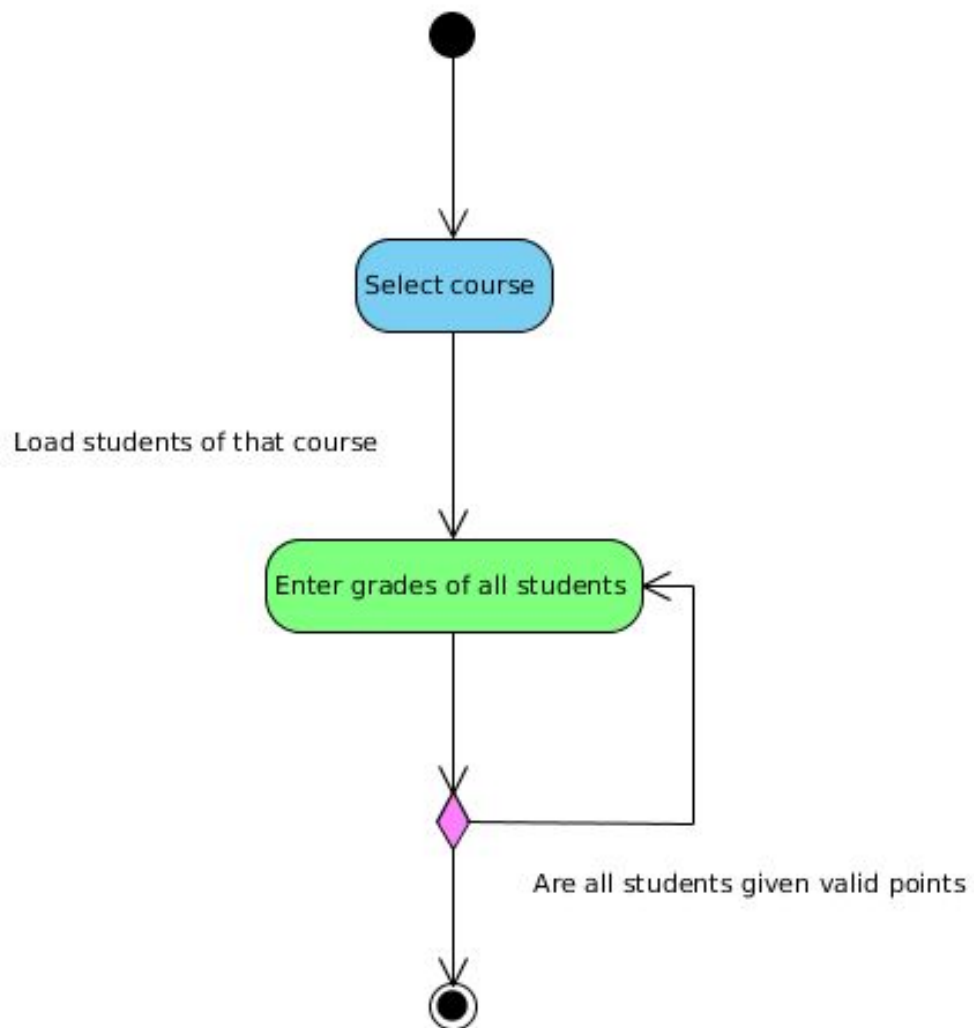 Select course
Load students of that course
Enter grades of all students
Are all students given valid points